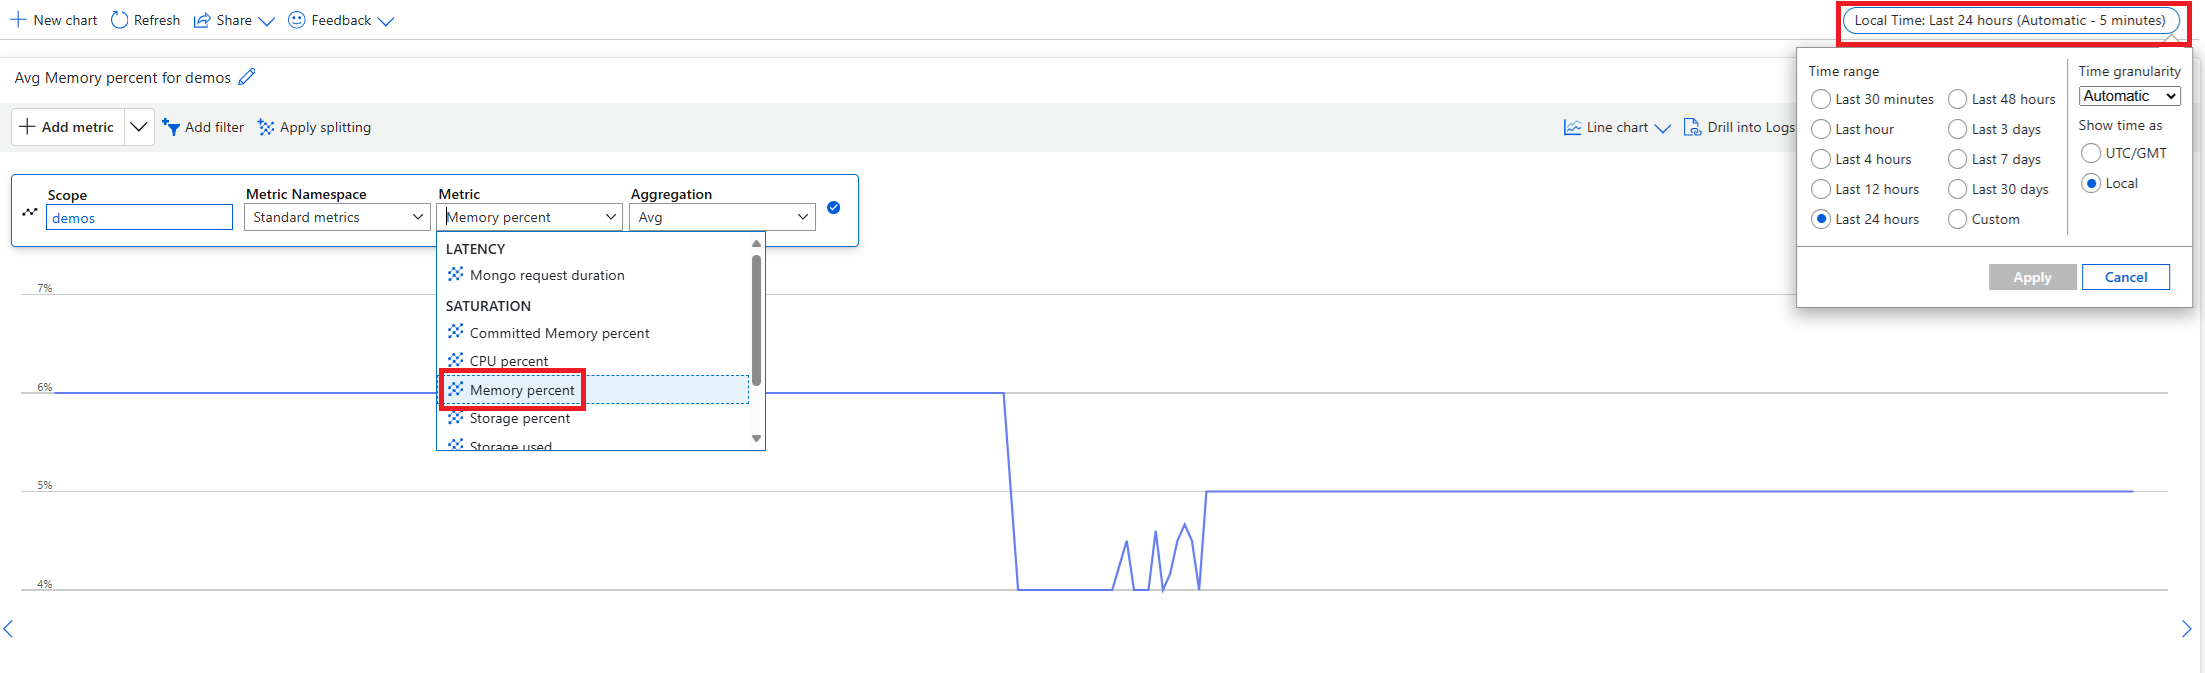 New chart Refresh Share Feedback Local Time: Last 24 hours (Automatic - 5 minutes)
Avg Memory percent for demos
Add metric Add filter Apply splitting Line chart Drill into Logs
Scope Metric Namespace Metric Aggregation
demos Standard metrics Memory percent Avg
LATENCY
Mongo request duration
SATURATION
Committed Memory percent
CPU percent
Memory percent
Storage percent
Storage used
7%
6%
5%
4%
Time range
Last 30 minutes Last 48 hours
Last hour Last 3 days
Last 4 hours Last 7 days
Last 12 hours Last 30 days
Last 24 hours Custom
Time granularity
Automatic
Show time as
UTC/GMT
Local
Apply Cancel